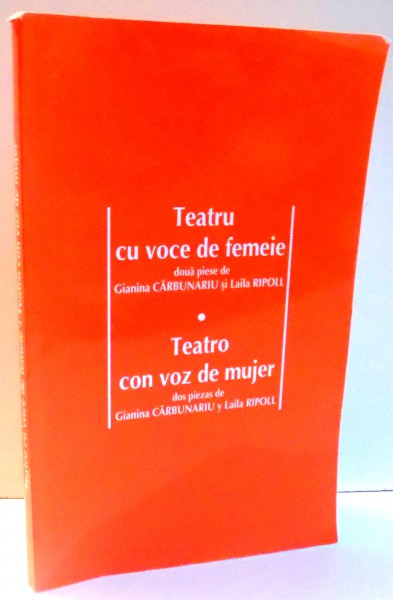 Teatru
cu voce de femeie
două piese de
Gianina CĂRBUNARIU și Laila RIPOLL
•
Teatro
con voz de mujer
dos piezas de
Gianina CĂRBUNARIU y Laila RIPOLL